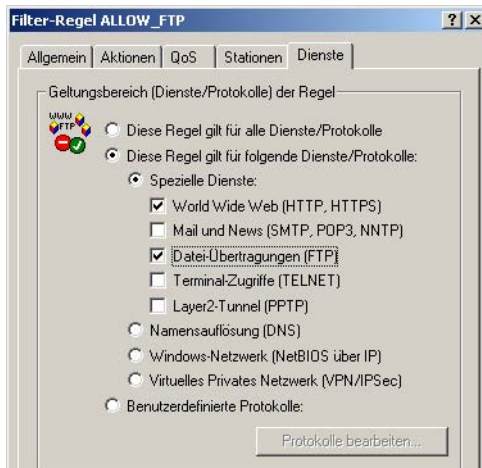 Filter-Regel ALLOW_FTP
Allgemein Aktionen QoS Stationen Dienste
Geltungsbereich (Dienste/Protokolle) der Regel
WWW
FTP
Diese Regel gilt für alle Dienste/Protokolle
Diese Regel gilt für folgende Dienste/Protokolle:
Spezielle Dienste:
World Wide Web (HTTP, HTTPS)
Mail und News (SMTP, POP3, NNTP)
Datei-Übertragungen (FTP)
Terminal-Zugriffe (TELNET)
Layer2-Tunnel (PPTP)
Namensauflösung (DNS)
Windows-Netzwerk (NetBIOS über IP)
Virtuelles Privates Netzwerk (VPN/IPSec)
Benutzerdefinierte Protokolle:
Protokolle bearbeiten...